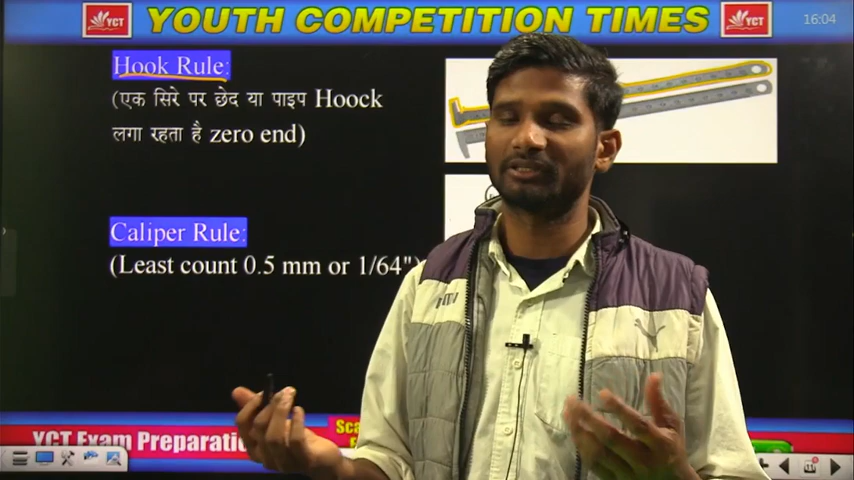 YCT
YOUTH COMPETITION TIMES
YCT
16:04
Hook Rule:
(एक सिरे पर छेद या पाइप Hoock
लगा रहता है zero end)
Caliper Rule:
(Least count 0.5 mm or 1/64")
YCT Exam Preparatio
Sca